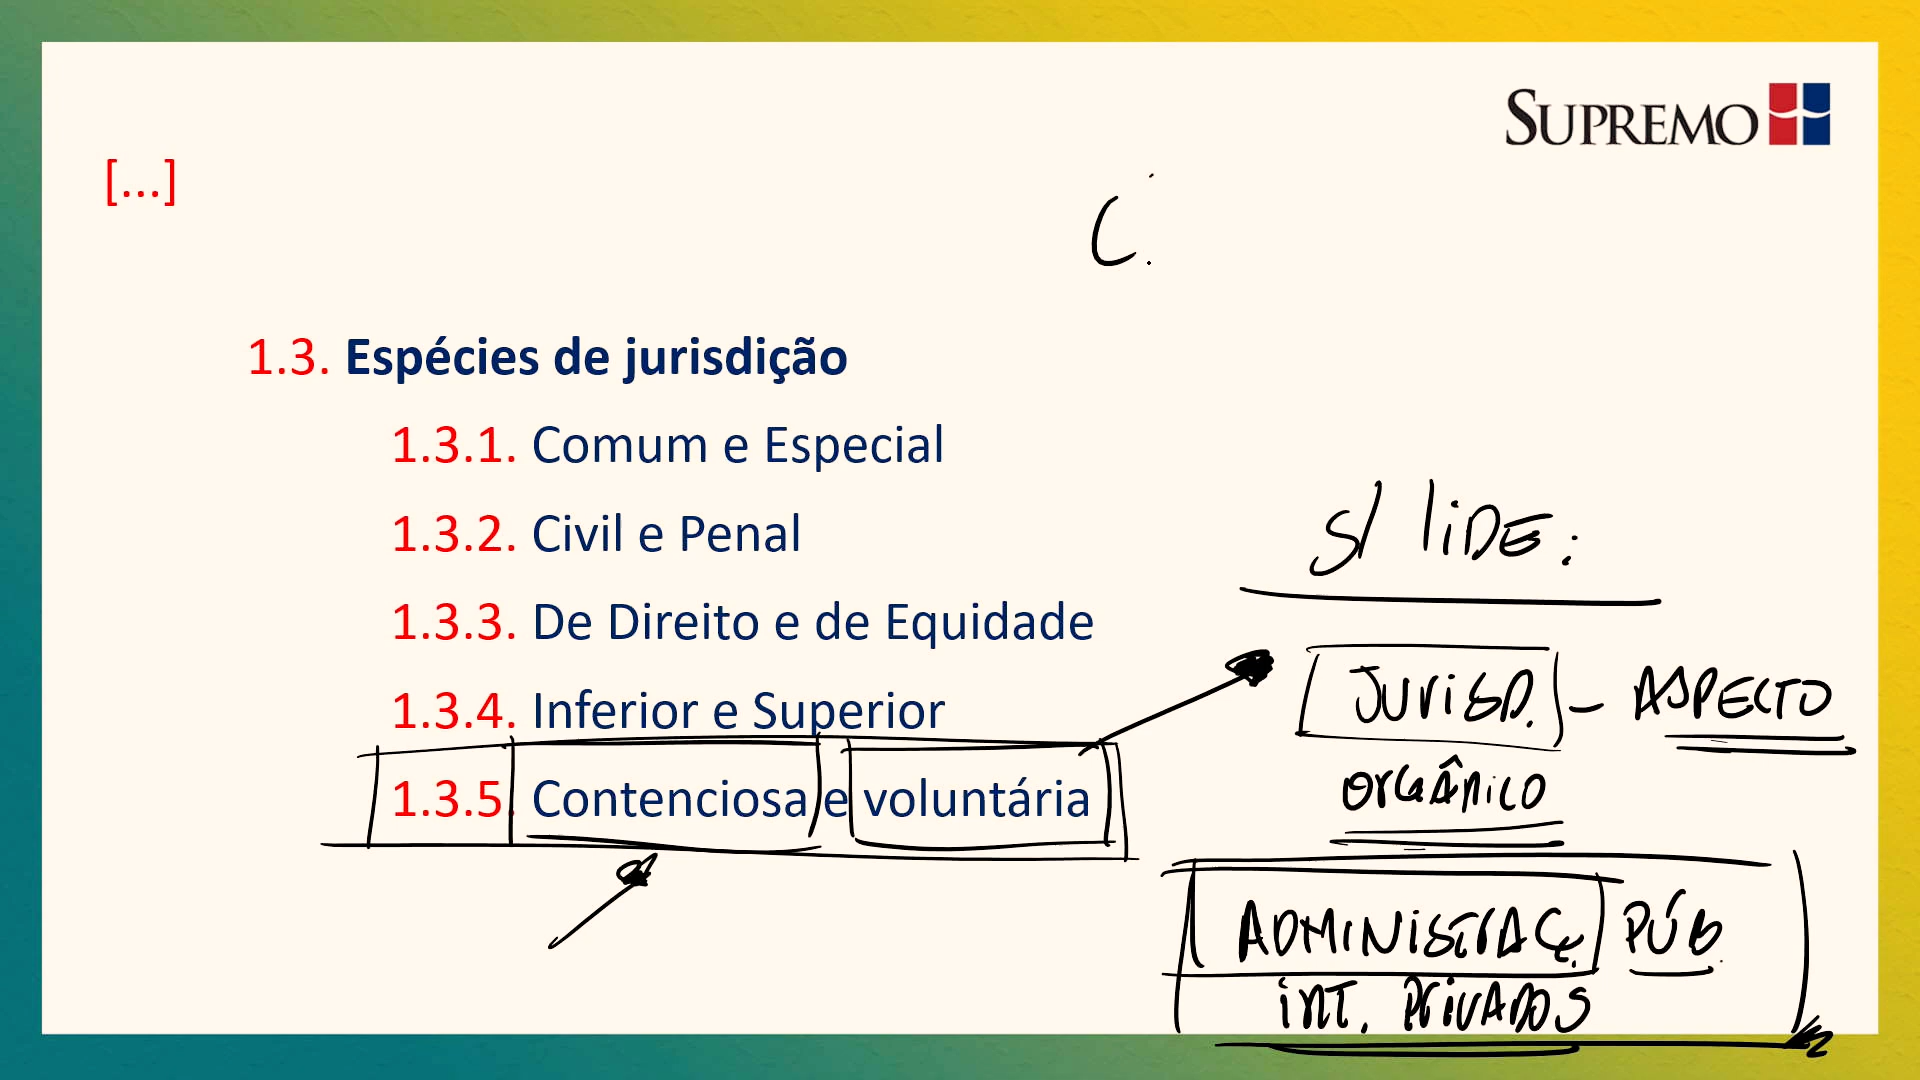 SUPREMO
[...]
C.
1.3. Espécies de jurisdição
1.3.1. Comum e Especial
1.3.2. Civil e Penal
1.3.3. De Direito e de Equidade
1.3.4. Inferior e Superior
1.3.5. Contenciosa e voluntária
S/ LIDE:
JURISD. - ASPECTO
ORGÂNICO
ADMINISTRAÇ. PÚB.
INT. PRIVADOS